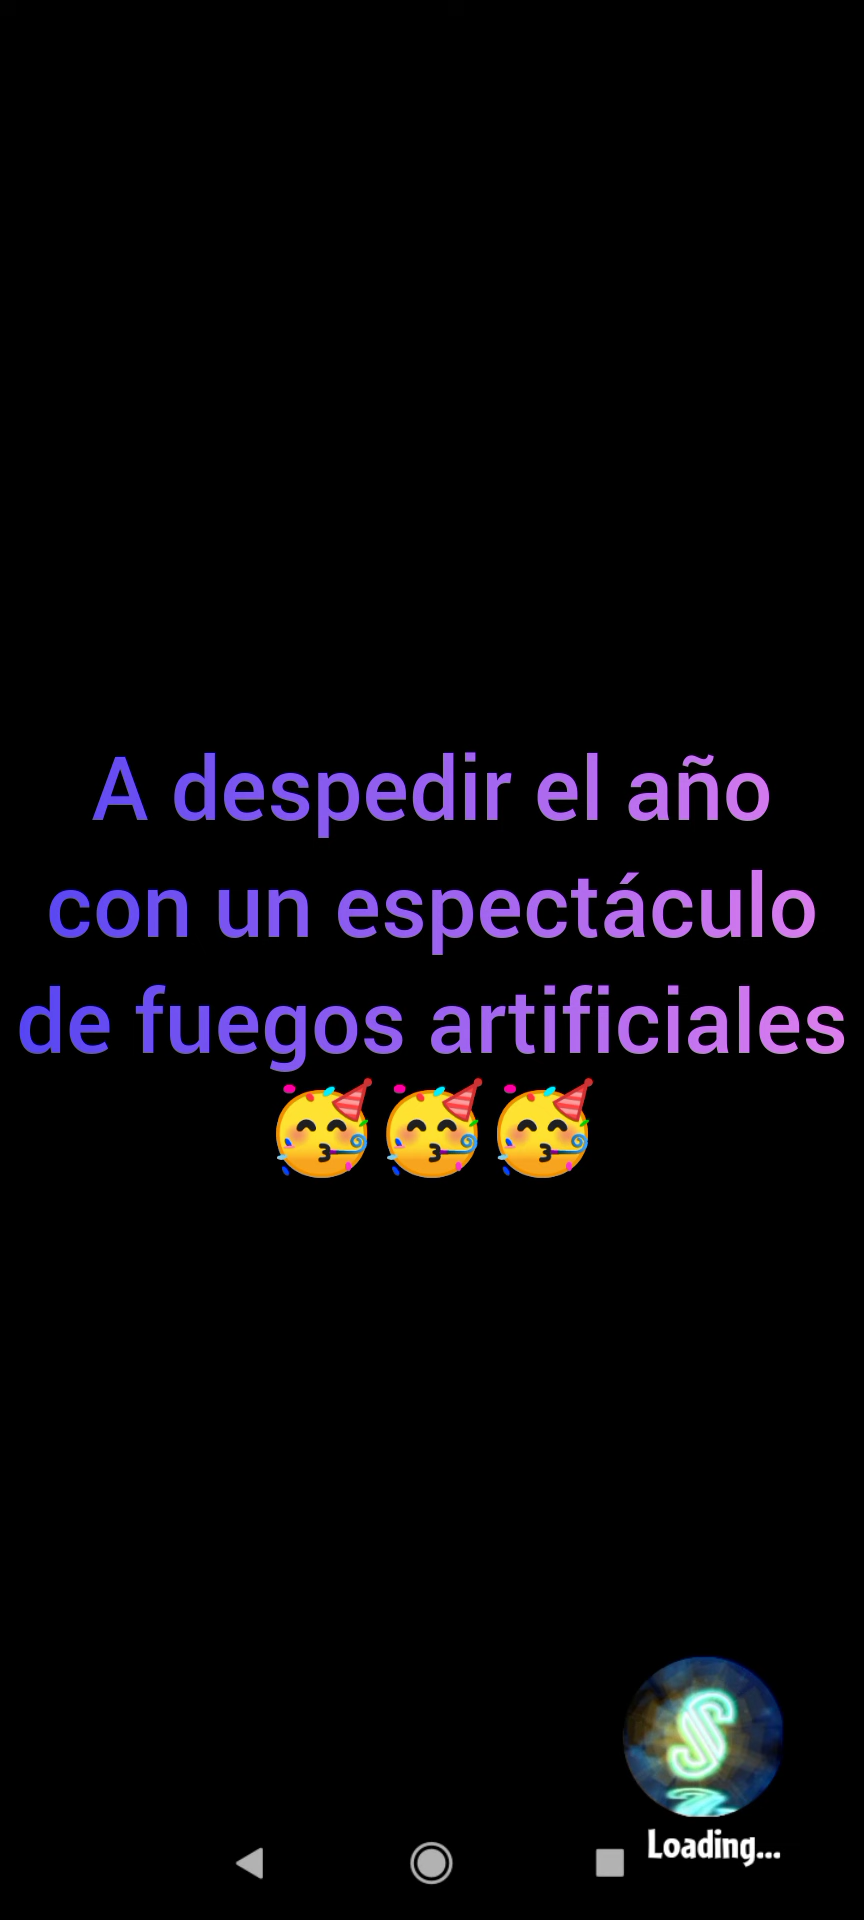 A despedir el año
con un espectáculo
de fuegos artificiales
🥳🥳🥳
S
Loading...